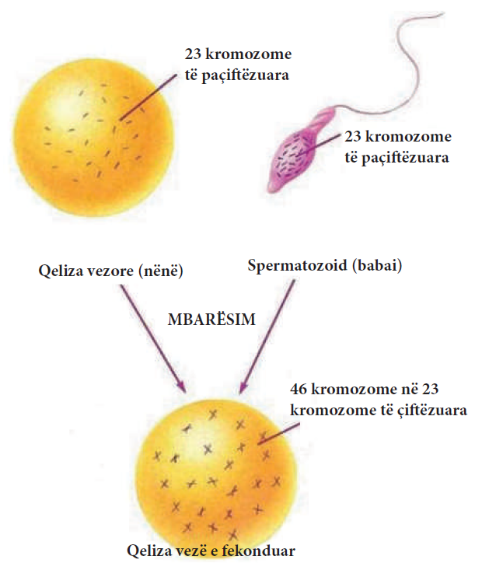 23 kromozome
të paçiftëzuara
23 kromozome
të paçiftëzuara
Qeliza vezore (nënë)
Spermatozoid (babai)
MBARËSIM
46 kromozome në 23
kromozome të çiftëzuara
Qeliza vezë e fekonduar